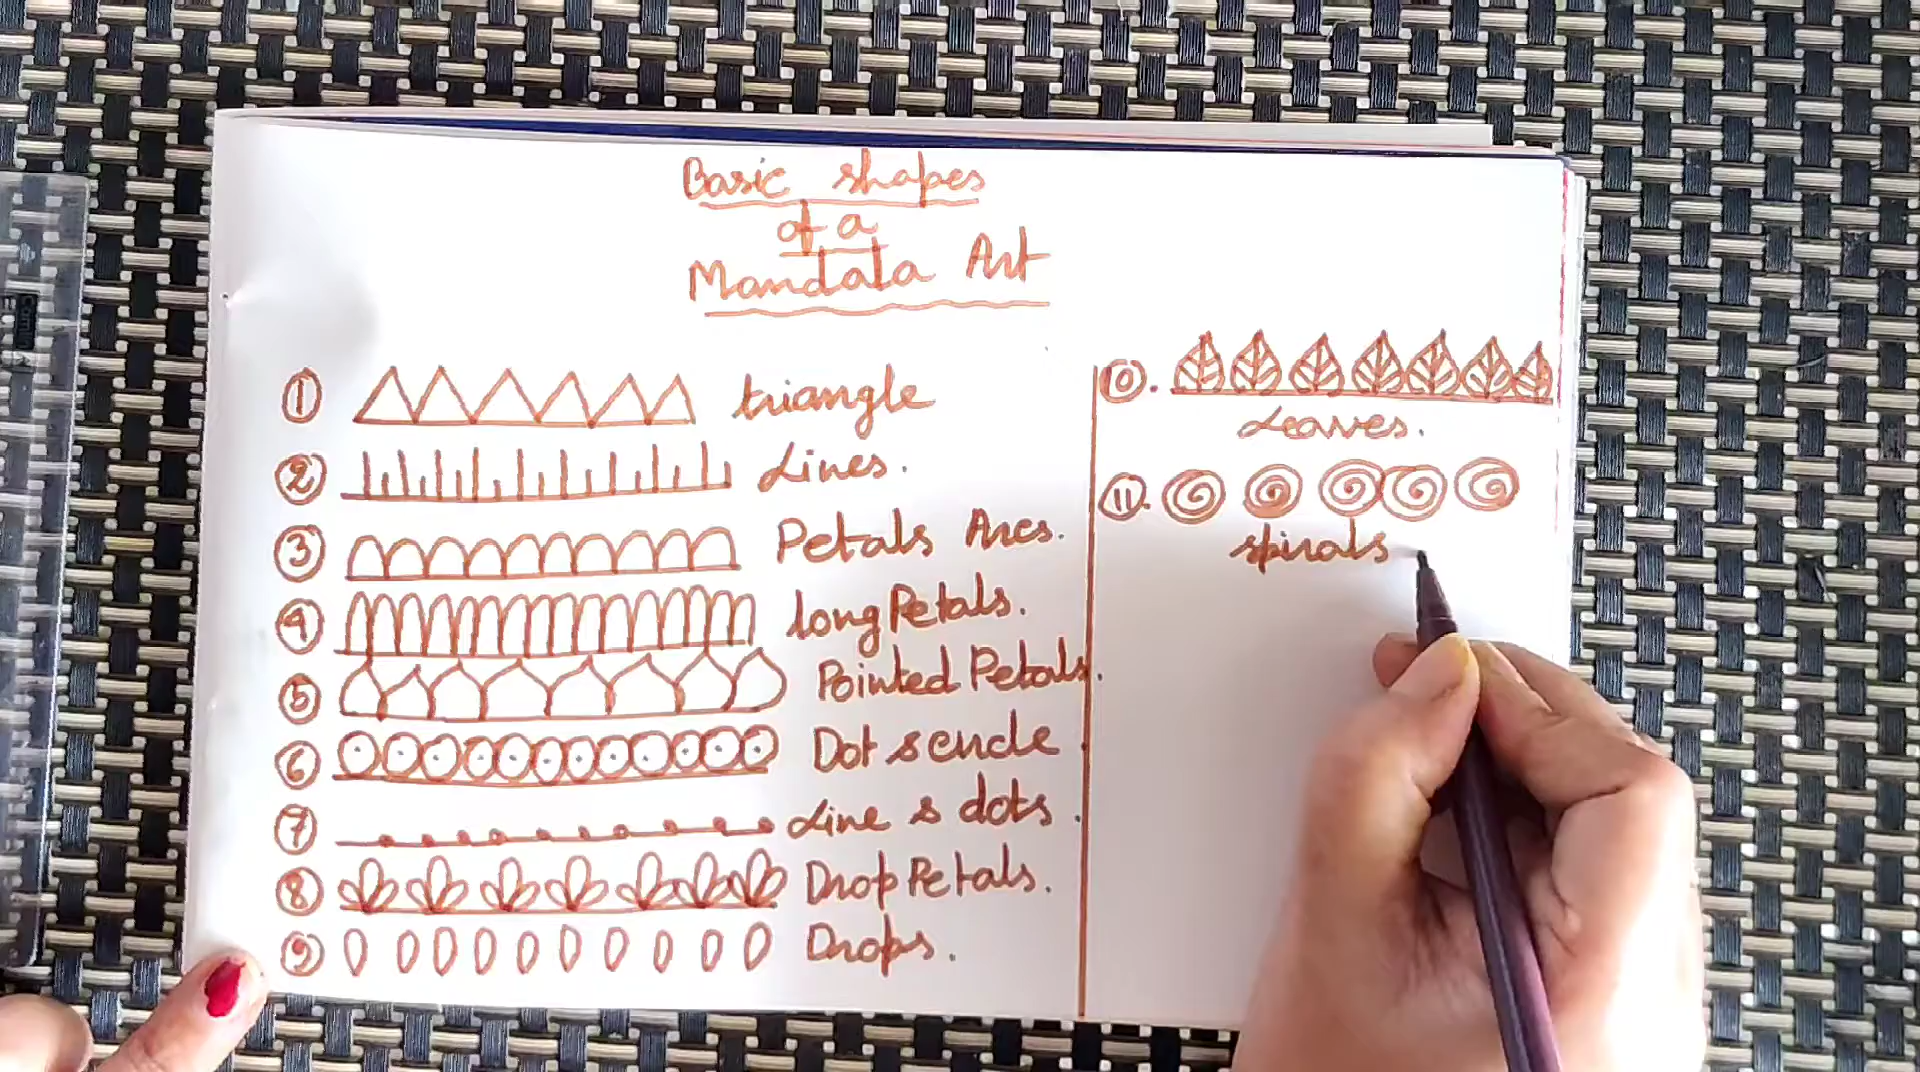 Basic shapes
of a
Mandala Art
① triangle
② Lines.
③ Petals Arcs.
④ long Petals.
⑤ Pointed Petals.
⑥ Dot s circle.
⑦ Line s dots.
⑧ Drop Petals.
⑨ Drops.
⑩.
Leaves.
⑪.
spirals